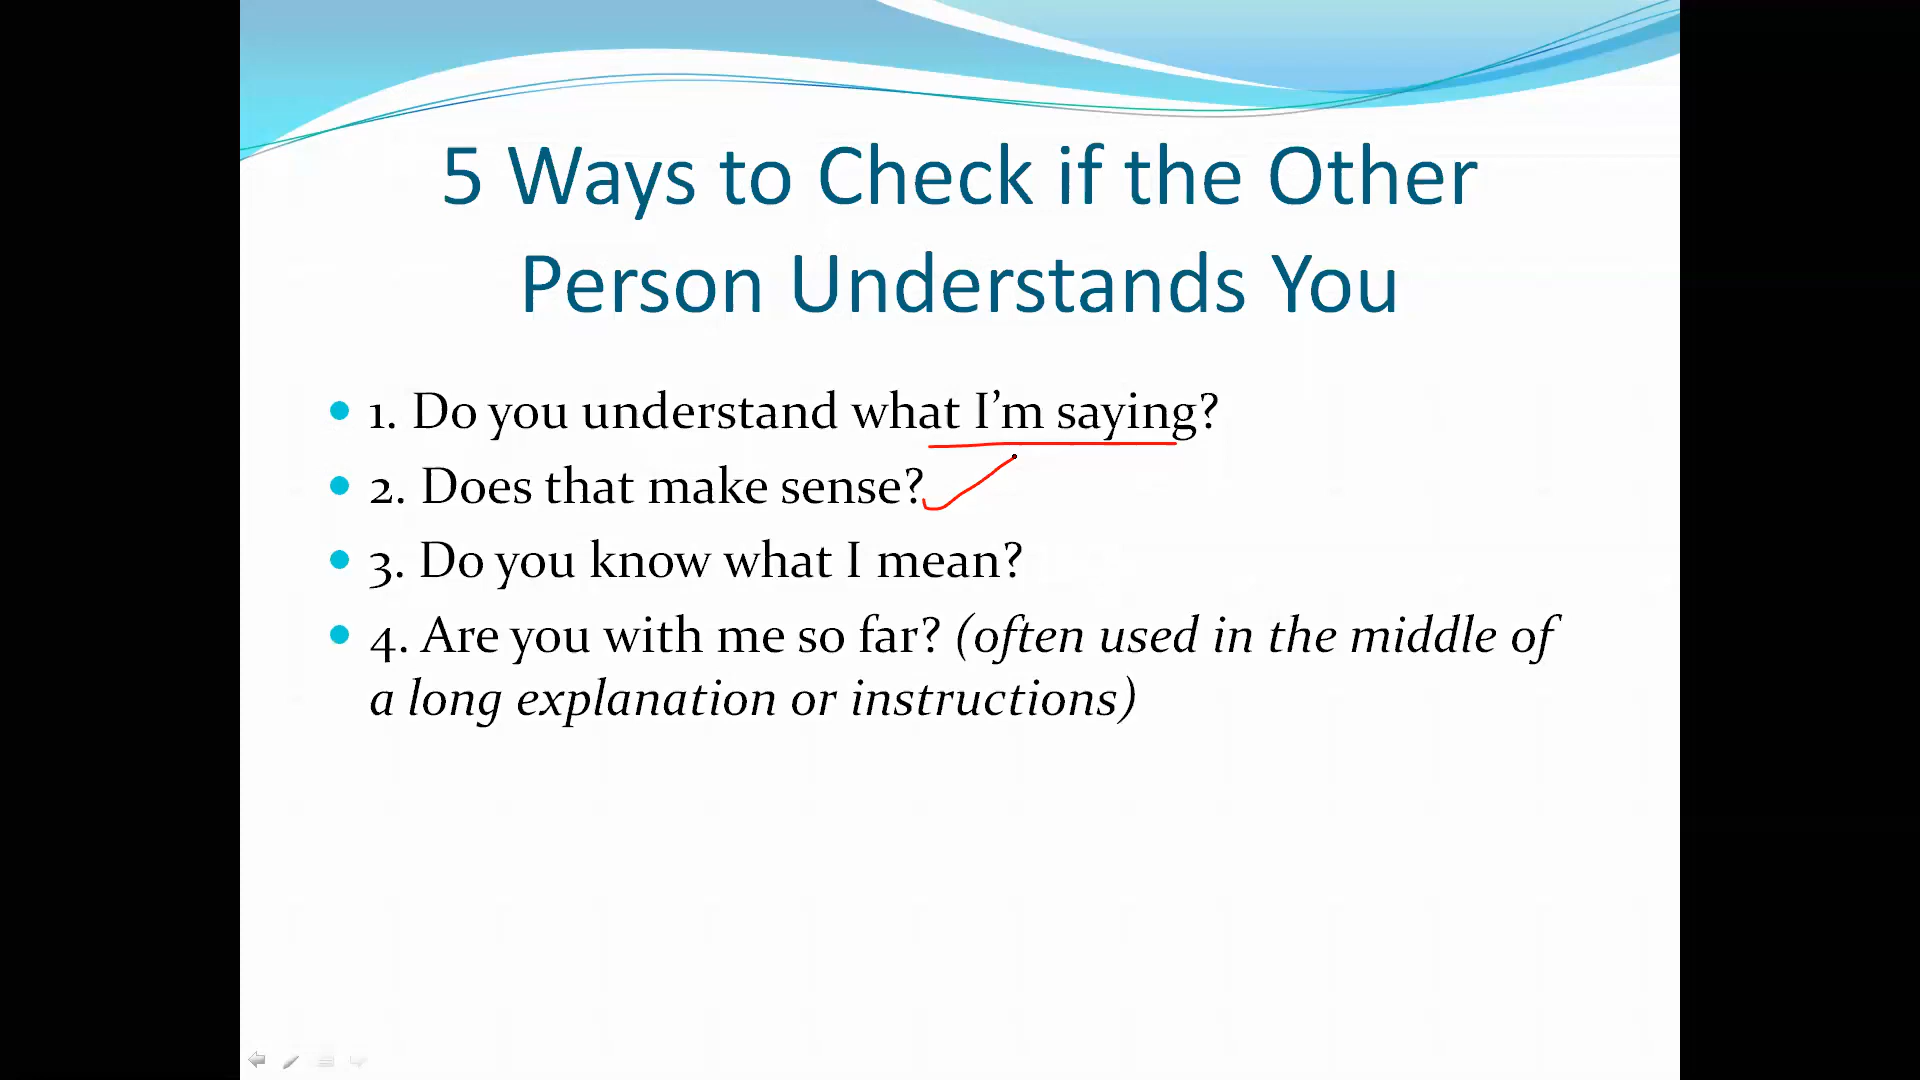 5 Ways to Check if the Other
Person Understands You
1. Do you understand what I’m saying?
2. Does that make sense?
3. Do you know what I mean?
4. Are you with me so far? (often used in the middle of
a long explanation or instructions)